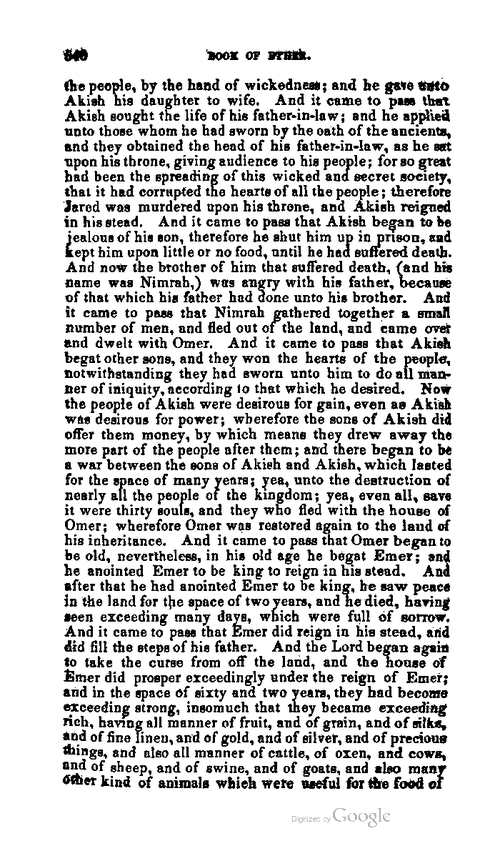 540 BOOK OF ETHER.
the people, by the hand of wickedness; and he gave unto
Akish his daughter to wife. And it came to pass that
Akish sought the life of his father-in-law; and he applied
unto those whom he had sworn by the oath of the ancients,
and they obtained the head of his father-in-law, as he sat
upon his throne, giving audience to his people; for so great
had been the spreading of this wicked and secret society,
that it had corrupted the hearts of all the people; therefore
Jared was murdered upon his throne, and Akish reigned
in his stead. And it came to pass that Akish began to be
jealous of his son, therefore he shut him up in prison, and
kept him upon little or no food, until he had suffered death.
And now the brother of him that suffered death, (and his
name was Nimrah,) was angry with his father, because
of that which his father had done unto his brother. And
it came to pass that Nimrah gathered together a small
number of men, and fled out of the land, and came over
and dwelt with Omer. And it came to pass that Akish
begat other sons, and they won the hearts of the people,
notwithstanding they had sworn unto him to do all man-
ner of iniquity, according to that which he desired. Now
the people of Akish were desirous for gain, even as Akish
was desirous for power; wherefore the sons of Akish did
offer them money, by which means they drew away the
more part of the people after them; and there began to be
a war between the sons of Akish and Akish, which lasted
for the space of many years; yea, unto the destruction of
nearly all the people of the kingdom; yea, even all, save
it were thirty souls, and they who fled with the house of
Omer; wherefore Omer was restored again to the land of
his inheritance. And it came to pass that Omer began to
be old, nevertheless, in his old age he begat Emer; and
he anointed Emer to be king to reign in his stead. And
after that he had anointed Emer to be king, he saw peace
in the land for the space of two years, and he died, having
seen exceeding many days, which were full of sorrow.
And it came to pass that Emer did reign in his stead, and
did fill the steps of his father. And the Lord began again
to take the curse from off the land, and the house of
Emer did prosper exceedingly under the reign of Emer;
and in the space of sixty and two years, they had become
exceeding strong, insomuch that they became exceeding
rich, having all manner of fruit, and of grain, and of silks,
and of fine linen, and of gold, and of silver, and of precious
things, and also all manner of cattle, of oxen, and cows,
and of sheep, and of swine, and of goats, and also many
other kind of animals which were useful for the food of
Digitized by Google